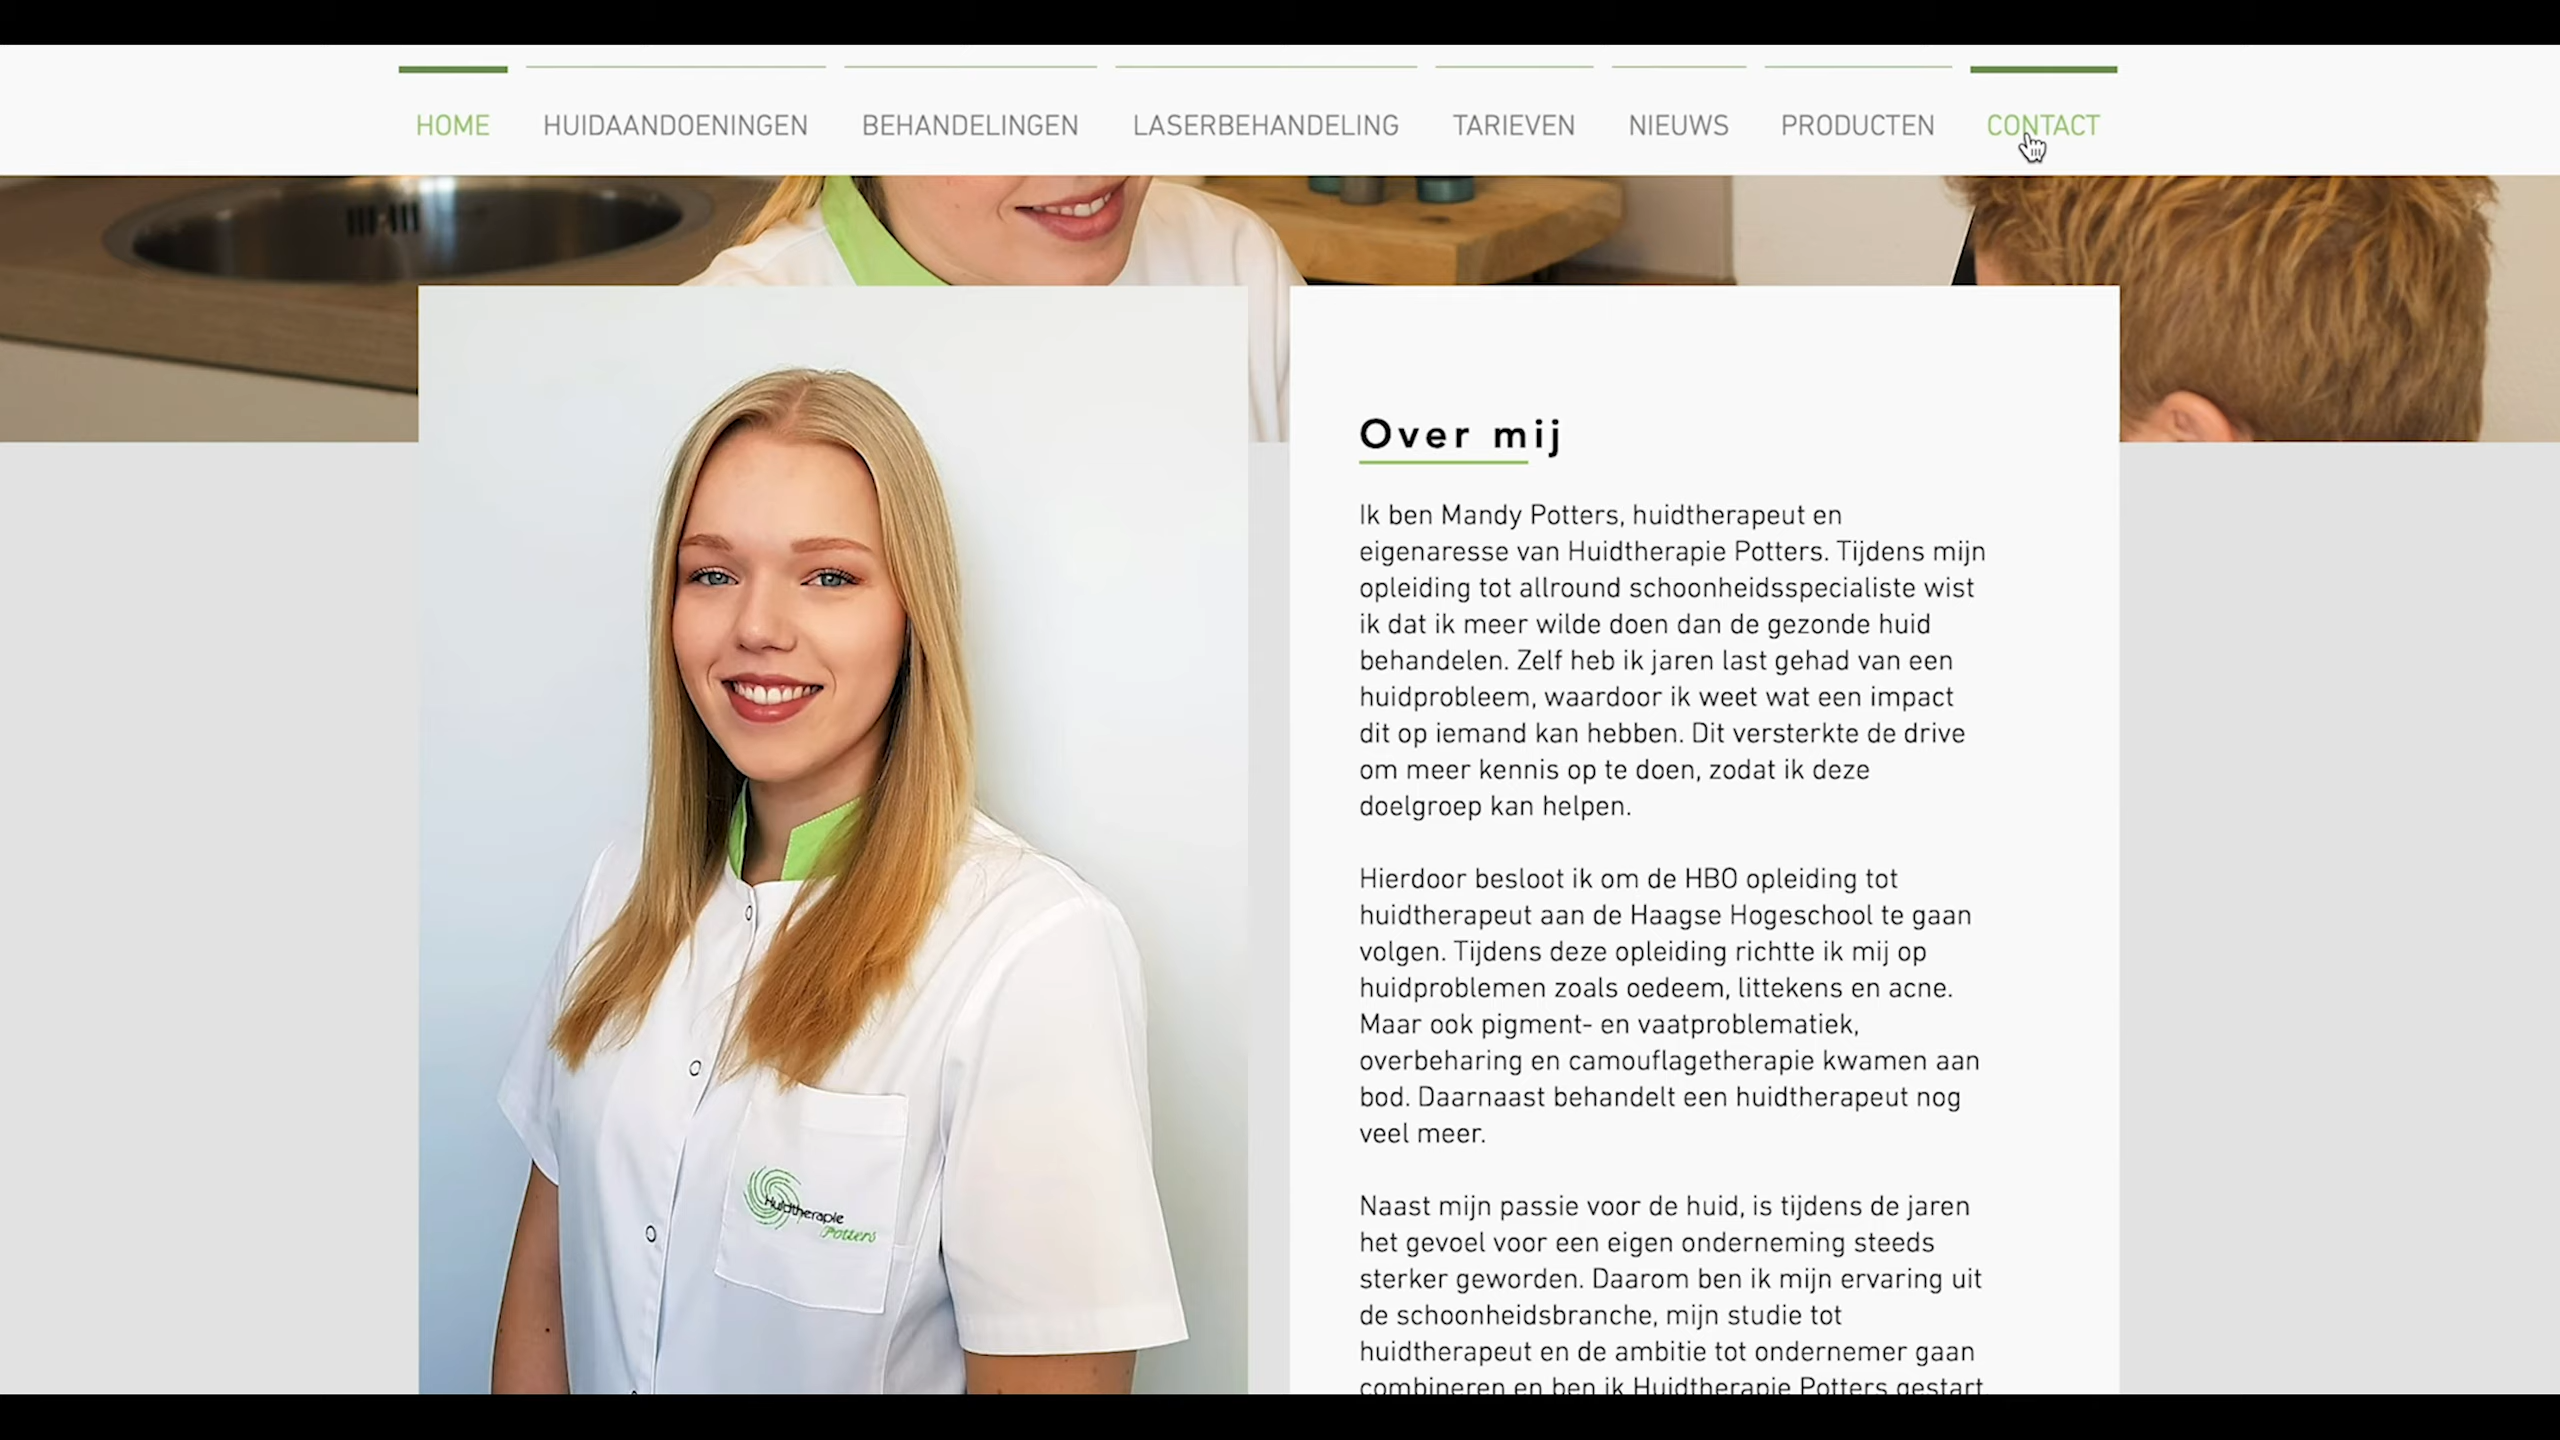 HOME HUIDAANDOENINGEN BEHANDELINGEN LASERBEHANDELING TARIEVEN NIEUWS PRODUCTEN CONTACT
Over mij
Ik ben Mandy Potters, huidtherapeut en
eigenaresse van Huidtherapie Potters. Tijdens mijn
opleiding tot allround schoonheidsspecialiste wist
ik dat ik meer wilde doen dan de gezonde huid
behandelen. Zelf heb ik jaren last gehad van een
huidprobleem, waardoor ik weet wat een impact
dit op iemand kan hebben. Dit versterkte de drive
om meer kennis op te doen, zodat ik deze
doelgroep kan helpen.
Hierdoor besloot ik om de HBO opleiding tot
huidtherapeut aan de Haagse Hogeschool te gaan
volgen. Tijdens deze opleiding richtte ik mij op
huidproblemen zoals oedeem, littekens en acne.
Maar ook pigment- en vaatproblematiek,
overbeharing en camouflagetherapie kwamen aan
bod. Daarnaast behandelt een huidtherapeut nog
veel meer.
Naast mijn passie voor de huid, is tijdens de jaren
het gevoel voor een eigen onderneming steeds
sterker geworden. Daarom ben ik mijn ervaring uit
de schoonheidsbranche, mijn studie tot
huidtherapeut en de ambitie tot ondernemer gaan
combineren en ben ik Huidtherapie Potters gestart
Huidtherapie
Potters